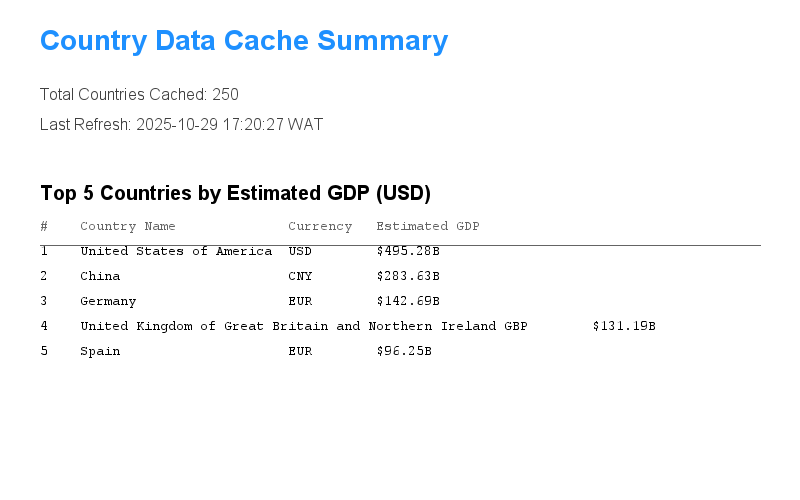 Country Data Cache Summary
Total Countries Cached: 250
Last Refresh: 2025-10-29 17:20:27 WAT
Top 5 Countries by Estimated GDP (USD)
# Country Name Currency Estimated GDP
1 United States of America USD $495.28B
2 China CNY $283.63B
3 Germany EUR $142.69B
4 United Kingdom of Great Britain and Northern Ireland GBP $131.19B
5 Spain EUR $96.25B